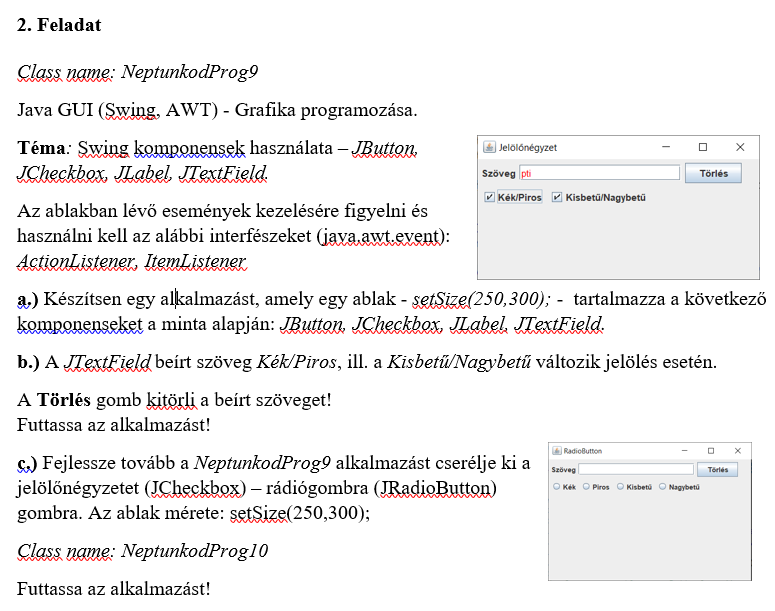 2. Feladat
Class name: NeptunkodProg9
Java GUI (Swing, AWT) - Grafika programozása.
Téma: Swing komponensek használata – JButton,
JCheckbox, JLabel, JTextField.
Az ablakban lévő események kezelésére figyelni és
használni kell az alábbi interfészeket (java.awt.event):
ActionListener, ItemListener
Jelölőnégyzet
Szöveg pti Törlés
Kék/Piros Kisbetű/Nagybetű
a.) Készítsen egy alkalmazást, amely egy ablak - setSize(250,300); - tartalmazza a következő
komponenseket a minta alapján: JButton, JCheckbox, JLabel, JTextField.
b.) A JTextField beírt szöveg Kék/Piros, ill. a Kisbetű/Nagybetű változik jelölés esetén.
A Törlés gomb kitörli a beírt szöveget!
Futtassa az alkalmazást!
c.) Fejlessze tovább a NeptunkodProg9 alkalmazást cserélje ki a
jelölőnégyzetet (JCheckbox) – rádiógombra (JRadioButton)
gombra. Az ablak mérete: setSize(250,300);
RadioButton
Szöveg Törlés
Kék Piros Kisbetű Nagybetű
Class name: NeptunkodProg10
Futtassa az alkalmazást!